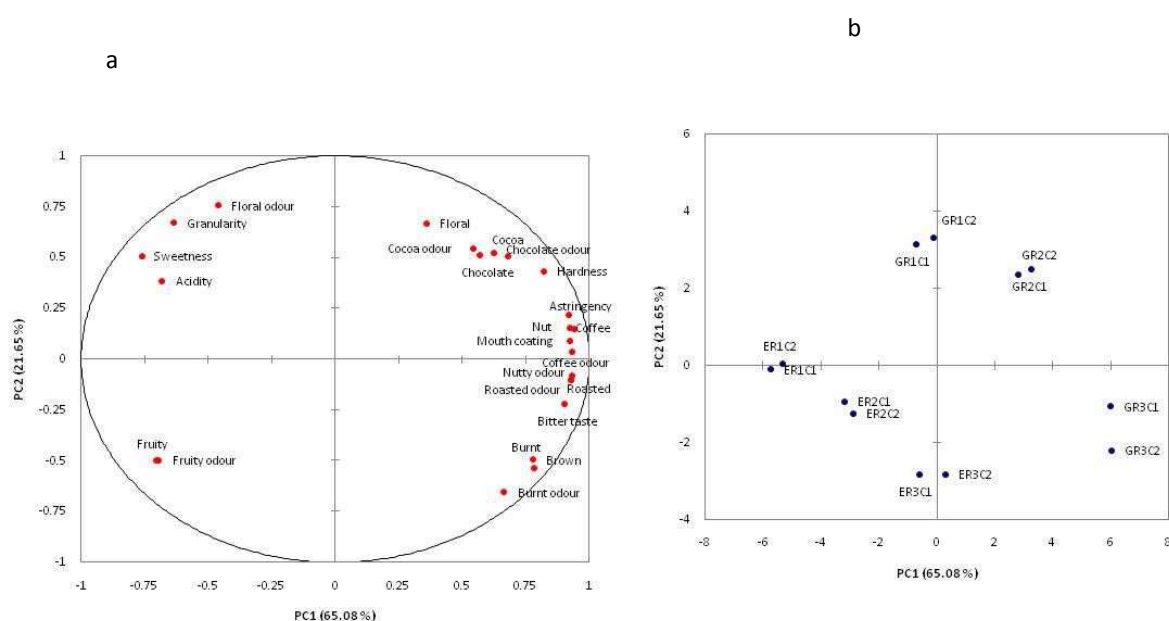 a
b
1
0.75
0.5
0.25
0
-0.25
-0.5
-0.75
-1
PC2 (21.65 %)
Floral odour
Granularity
Sweetness
Acidity
Floral
Cocoa
Cocoa odour
Chocolate odour
Chocolate
Hardness
Astringency
Nut
Coffee
Mouth coating
Coffee odour
Nutty odour
Roasted odour
Roasted
Bitter taste
Fruity
Fruity odour
Burnt
Brown
Burnt odour
-1
-0.75
-0.5
-0.25
0
0.25
0.5
0.75
1
PC1 (65.08 %)
6
4
2
0
-2
-4
PC2 (21.65 %)
GR1C2
GR1C1
GR2C2
GR2C1
ER1C2
ER1C1
ER2C1
ER2C2
GR3C1
GR3C2
ER3C1
ER3C2
-8
-6
-4
-2
0
2
4
6
8
PC1 (65.08 %)